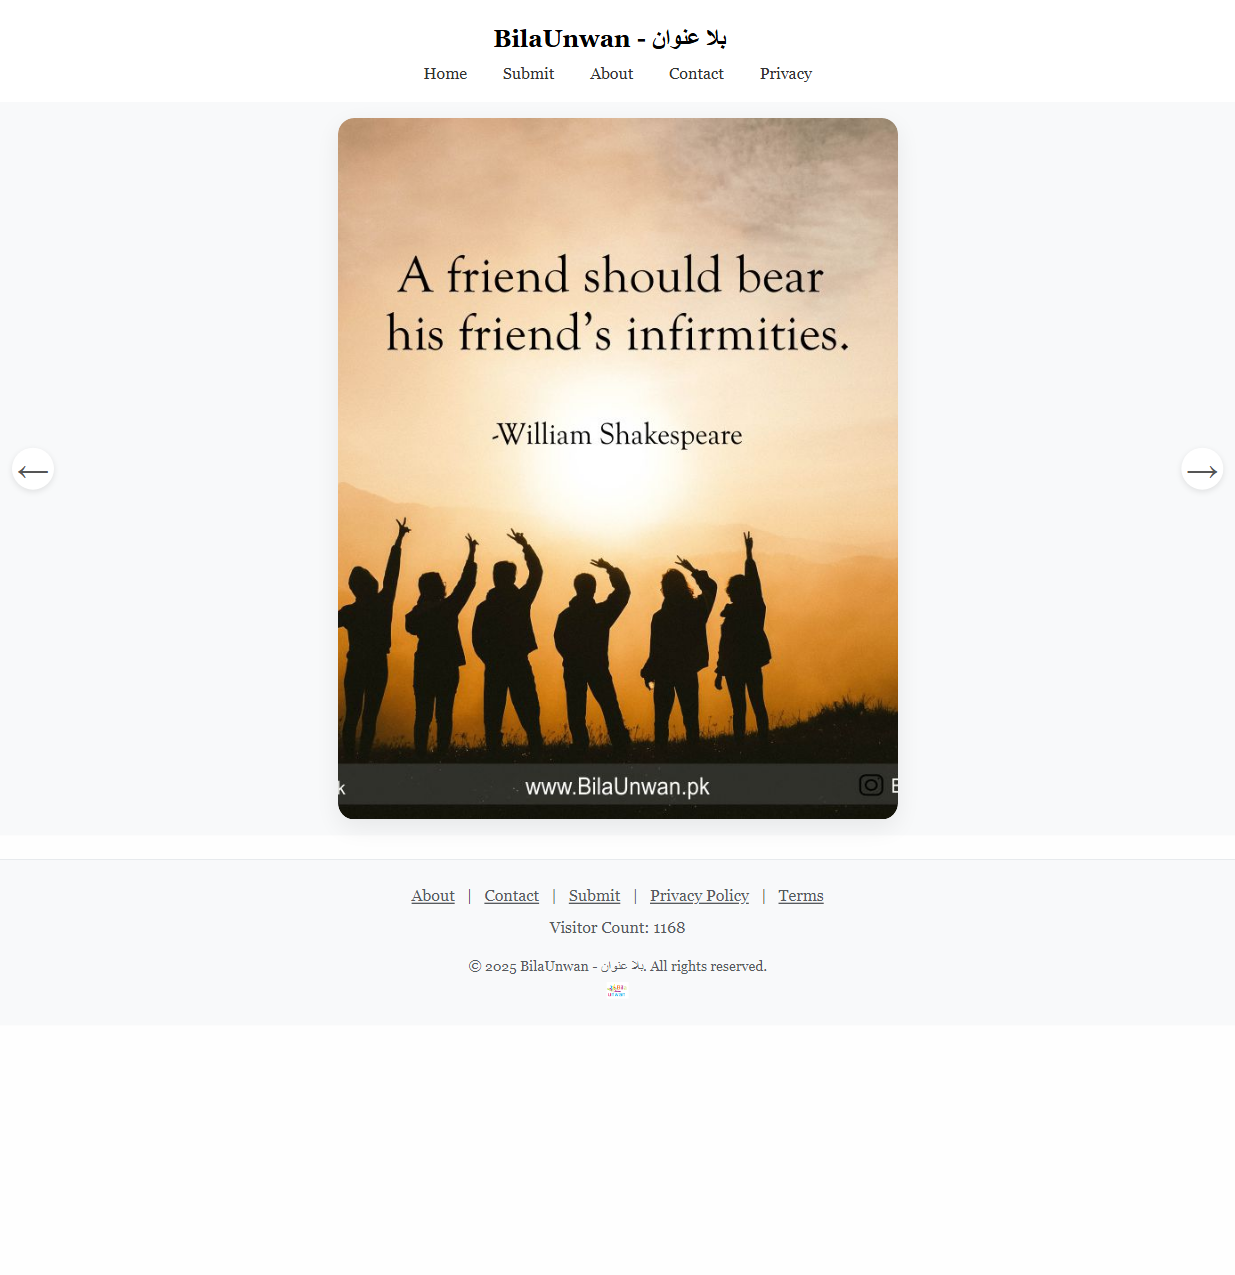 BilaUnwan - بلا عنوان
Home Submit About Contact Privacy
A friend should bear
his friend’s infirmities.
-William Shakespeare
←
→
k www.BilaUnwan.pk B
About | Contact | Submit | Privacy Policy | Terms
Visitor Count: 1168
© 2025 BilaUnwan - بلا عنوان. All rights reserved.